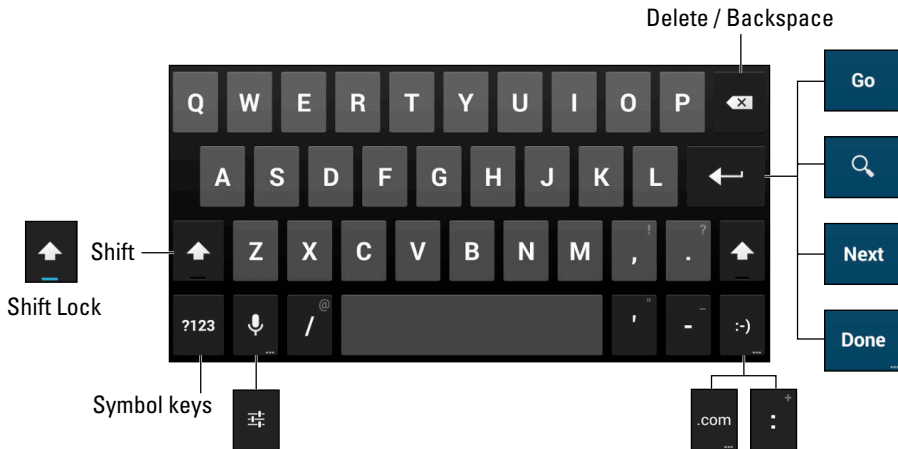 Delete / Backspace
Q W E R T Y U I O P
Go
A S D F G H J K L
Shift
Z X C V B N M , ! . ?
Next
Shift Lock
?123 / @ ' " - _ :-) ...
Done ...
Symbol keys
.com ... : +